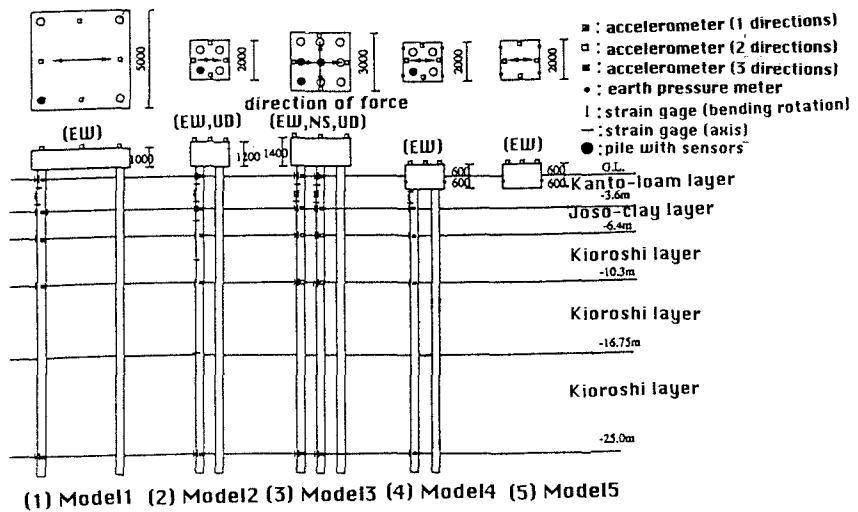 5000
2000
3000
2000
2000
: accelerometer (1 directions)
: accelerometer (2 directions)
: accelerometer (3 directions)
: earth pressure meter
: strain gage (bending rotation)
: strain gage (axis)
: pile with sensors
direction of force
(EW)
(EW,UD)
(EW,NS,UD)
(EW)
1000
1200
1400
600
600
600
600
G.L.
Kanto-loam layer
-3.6m
Joso-clay layer
-6.4m
Kioroshi layer
-10.3m
Kioroshi layer
-16.75m
Kioroshi layer
-25.0m
(1) Model1
(2) Model2
(3) Model3
(4) Model4
(5) Model5